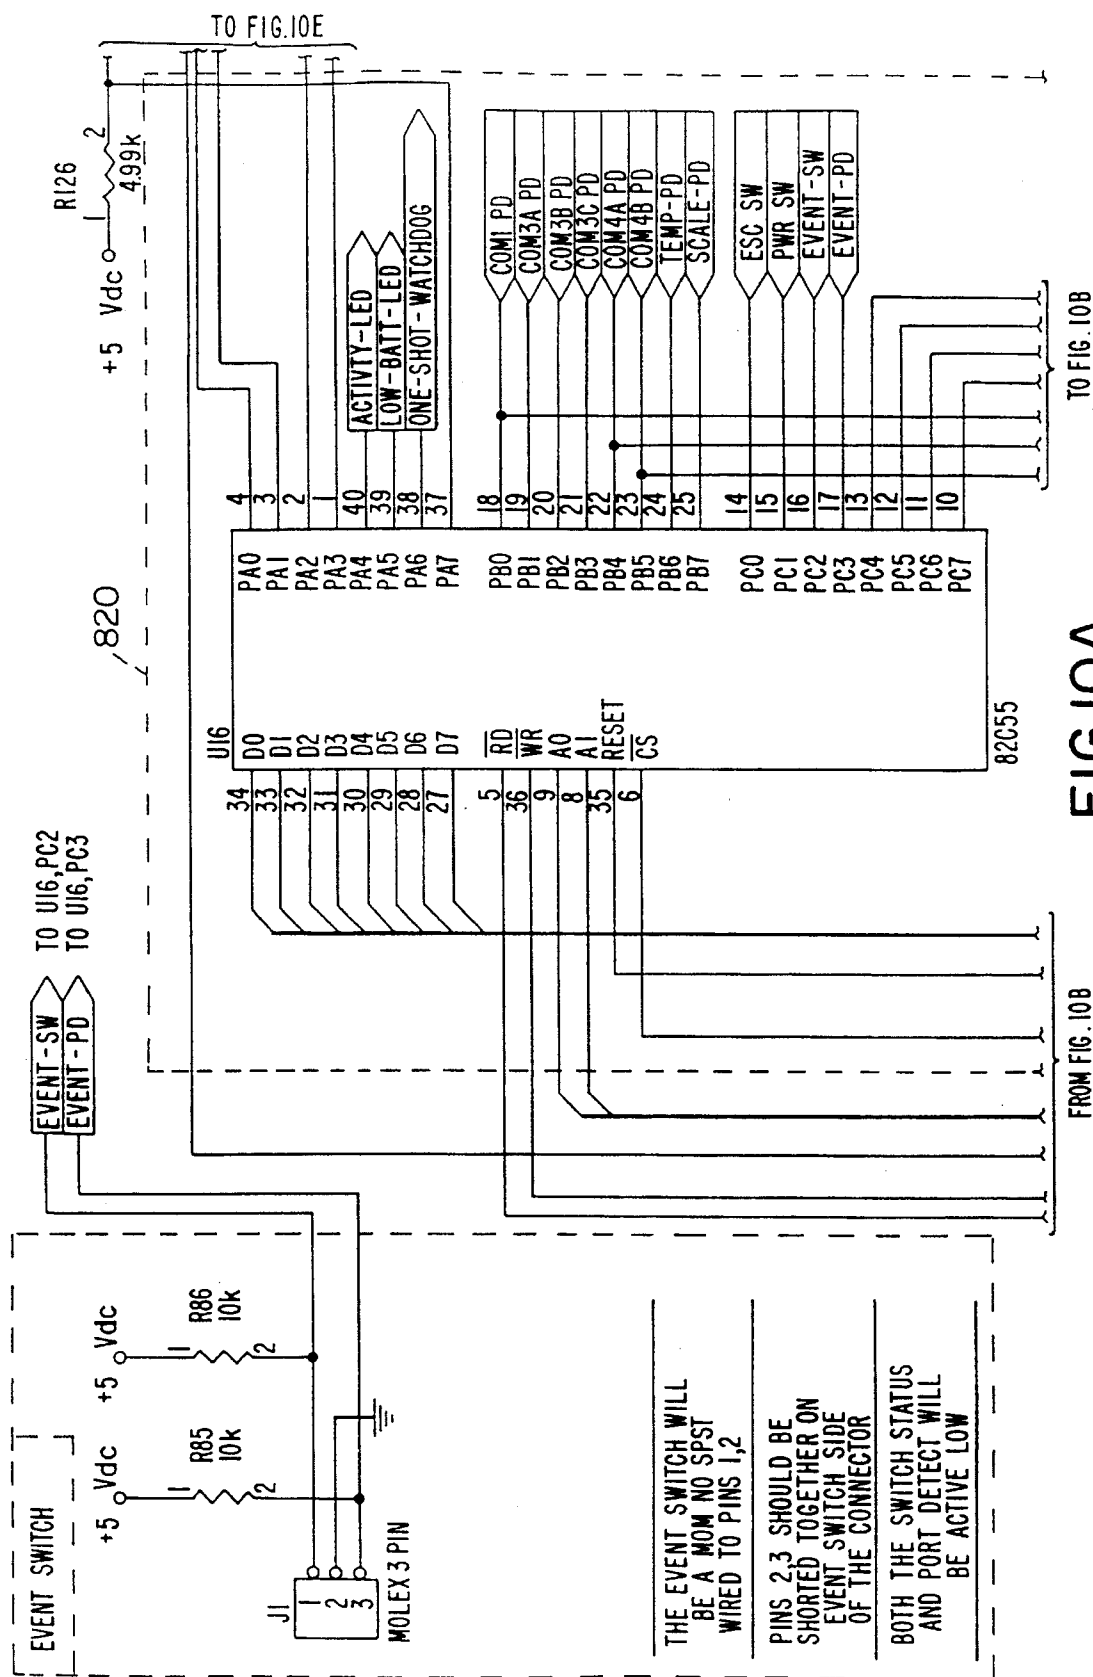 TO FIG.10E
R126
1
2
4.99k
+5 Vdc
820
ACTIVTY-LED
LOW-BATT-LED
ONE-SHOT-WATCHDOG
COM1 PD
COM3A PD
COM3B PD
COM3C PD
COM4A PD
COM4B PD
TEMP-PD
SCALE-PD
ESC SW
PWR SW
EVENT-SW
EVENT-PD
4
3
2
1
40
39
38
37
18
19
20
21
22
23
24
25
14
15
16
17
13
12
11
10
PA0
PA1
PA2
PA3
PA4
PA5
PA6
PA7
PB0
PB1
PB2
PB3
PB4
PB5
PB6
PB7
PC0
PC1
PC2
PC3
PC4
PC5
PC6
PC7
TO FIG.10B
U16
D0
D1
D2
D3
D4
D5
D6
D7
RD
WR
A0
A1
RESET
CS
82C55
34
33
32
31
30
29
28
27
5
36
9
8
35
6
FROM FIG.10B
FIG.10A
EVENT-SW TO U16,PC2
EVENT-PD TO U16,PC3
EVENT SWITCH
+5 Vdc
1
R85
10k
2
+5 Vdc
1
R86
10k
2
J1
1
2
3
MOLEX 3 PIN
THE EVENT SWITCH WILL
BE A MOM NO SPST
WIRED TO PINS 1,2
PINS 2,3 SHOULD BE
SHORTED TOGETHER ON
EVENT SWITCH SIDE
OF THE CONNECTOR
BOTH THE SWITCH STATUS
AND PORT DETECT WILL
BE ACTIVE LOW